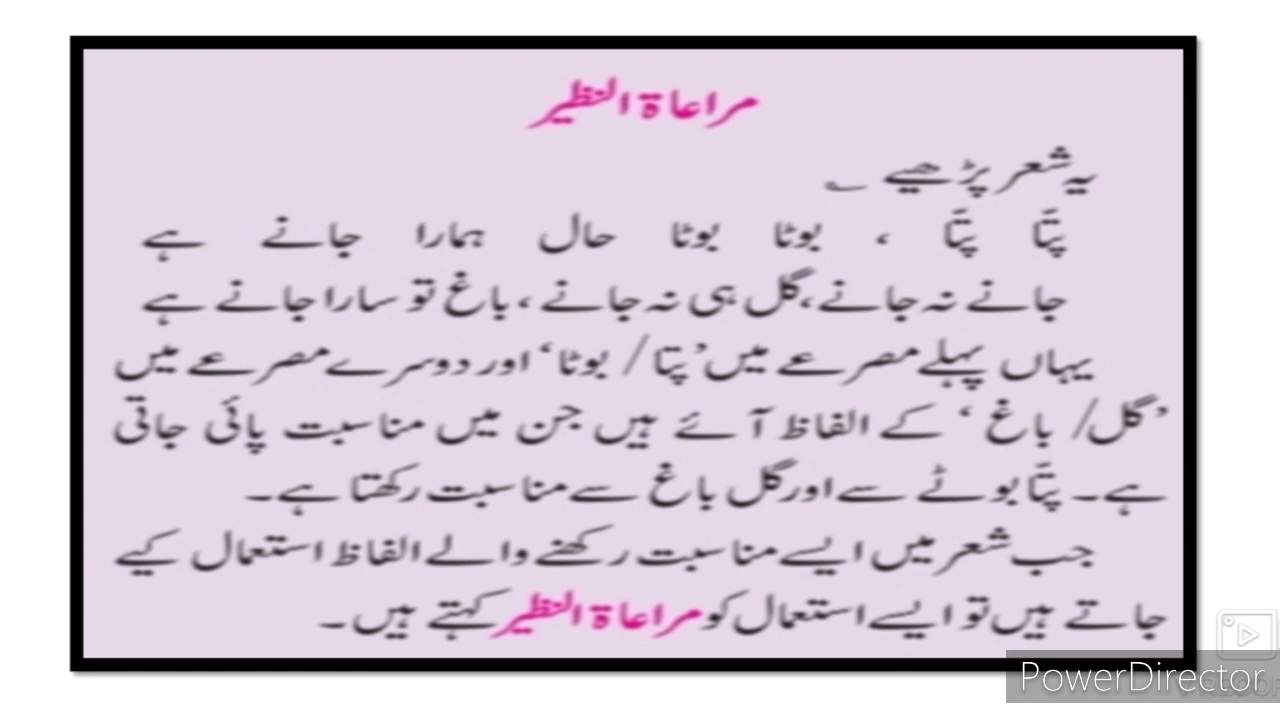 مراعاۃ النظیر
یہ شعر پڑھیے ؎
پتّا پتّا ، بوٹا بوٹا حال ہمارا جانے ہے
جانے نہ جانے، گل ہی نہ جانے ، باغ تو سارا جانے ہے
یہاں پہلے مصرعے میں ’پتا / بوٹا‘ اور دوسرے مصرعے میں
’گل/ باغ ‘ کے الفاظ آئے ہیں جن میں مناسبت پائی جاتی
ہے۔ پتّا بوٹے سے اور گل باغ سے مناسبت رکھتا ہے۔
جب شعر میں ایسے مناسبت رکھنے والے الفاظ استعمال کیے
جاتے ہیں تو ایسے استعمال کو مراعاۃ النظیر کہتے ہیں۔
PowerDirector